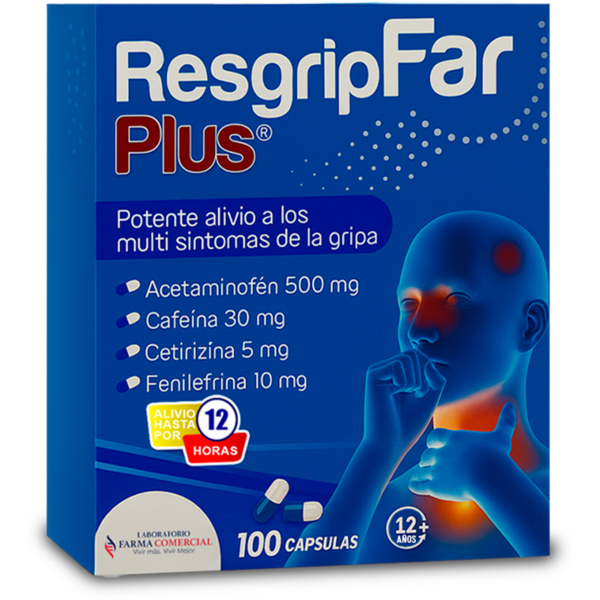 ResgripFar
Plus®
Potente alivio a los
multi sintomas de la gripa
Acetaminofén 500 mg
Cafeína 30 mg
Cetirizína 5 mg
Fenilefrina 10 mg
ALIVIO
HASTA
POR
12
HORAS
LABORATORIO
FARMA COMERCIAL
Vivir más, Vivir Mejor
100 CAPSULAS
12+
AÑOS